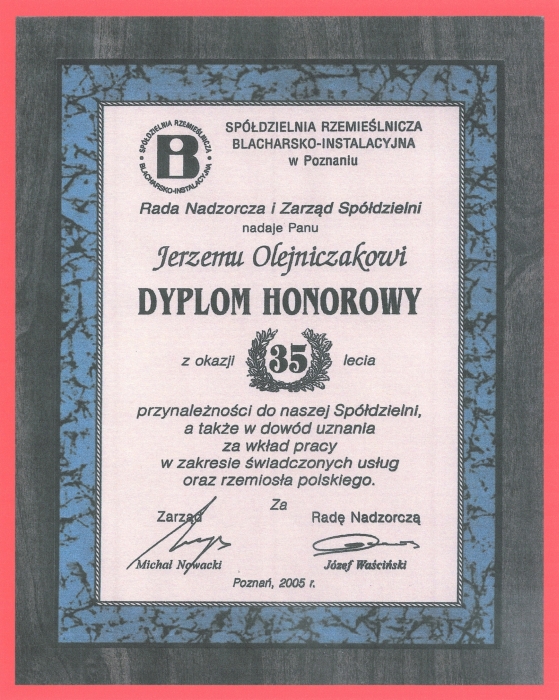 SPÓŁDZIELNIA RZEMIEŚLNICZA
BLACHARSKO-INSTALACYJNA
BI
SPÓŁDZIELNIA RZEMIEŚLNICZA
BLACHARSKO-INSTALACYJNA
w Poznaniu
Rada Nadzorcza i Zarząd Spółdzielni
nadaje Panu
Jerzemu Olejniczakowi
DYPLOM HONOROWY
z okazji 35 lecia
przynależności do naszej Spółdzielni,
a także w dowód uznania
za wkład pracy
w zakresie świadczonych usług
oraz rzemiosła polskiego.
Za
Zarząd Radę Nadzorczą
Michał Nowacki Józef Waściński
Poznań, 2005 r.